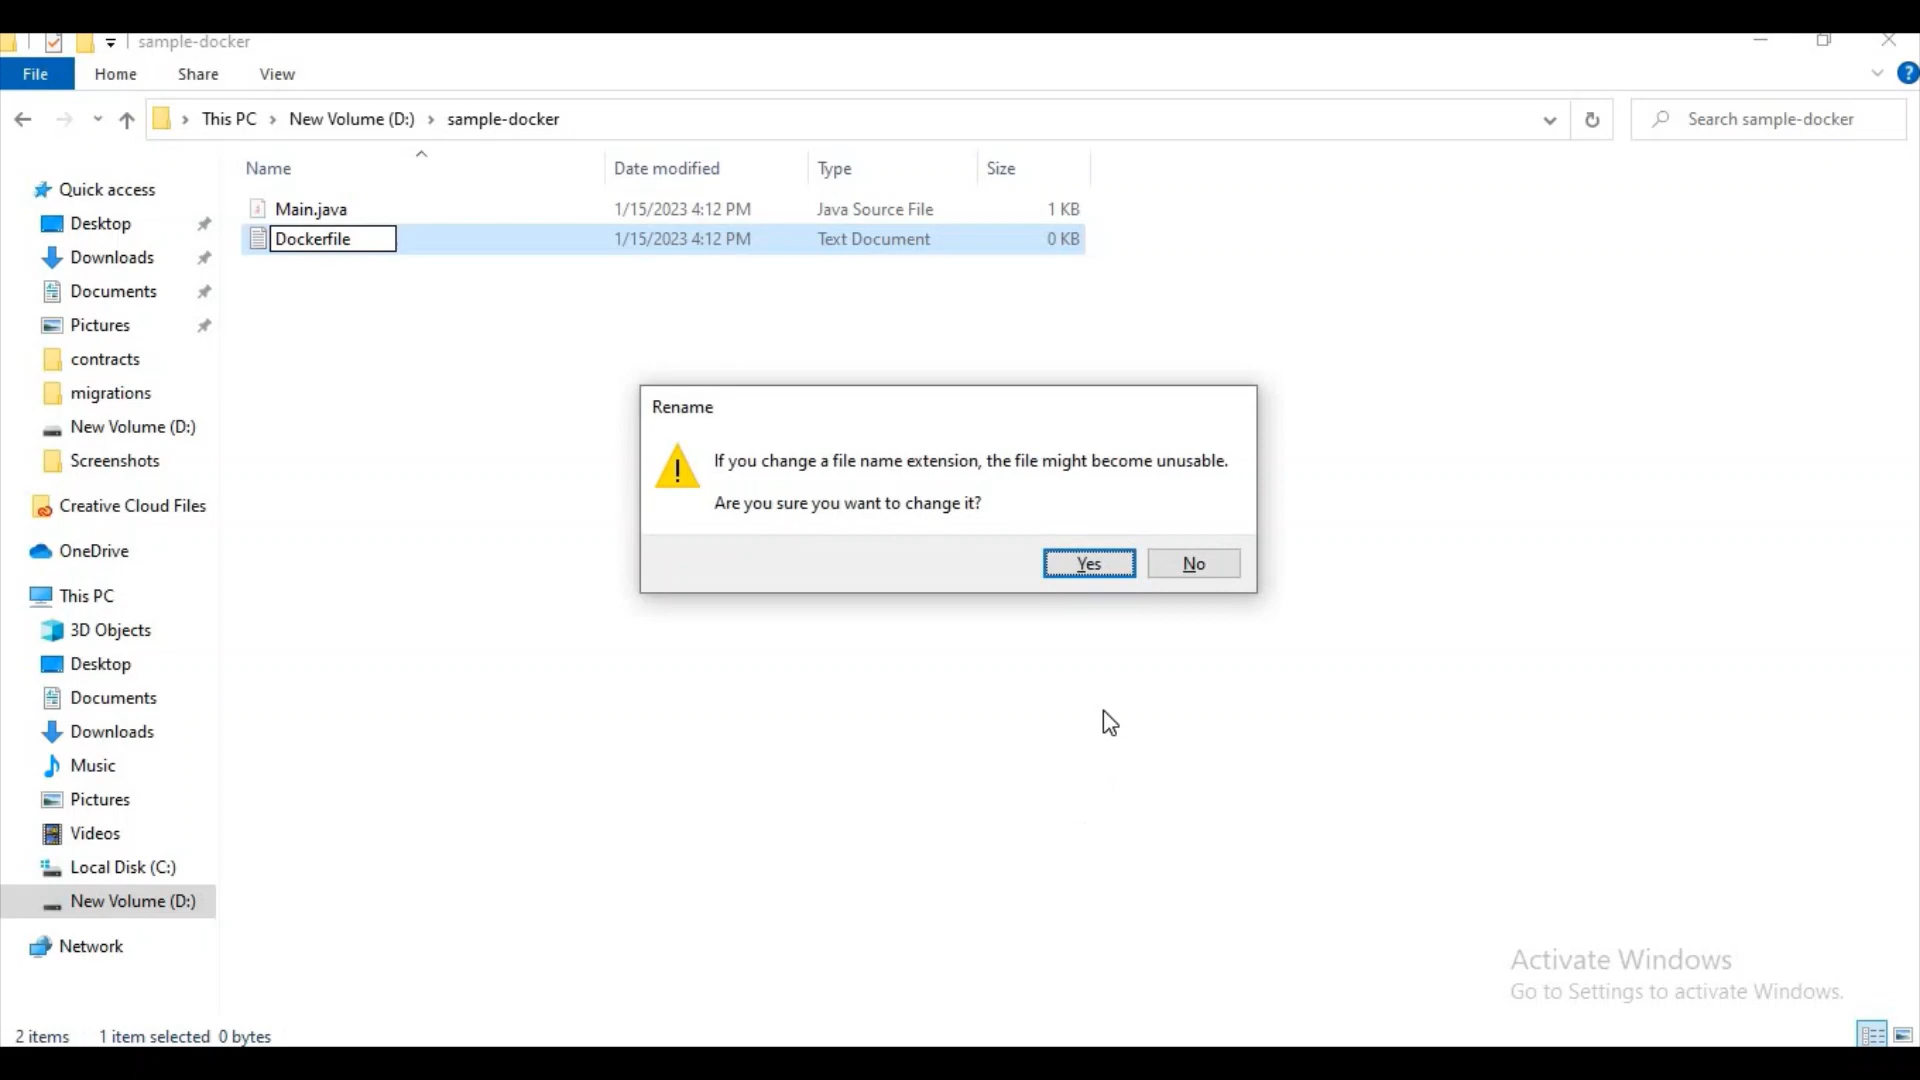 sample-docker
File Home Share View
?
This PC > New Volume (D:) > sample-docker
Search sample-docker
Name Date modified Type Size
Main.java 1/15/2023 4:12 PM Java Source File 1 KB
Dockerfile 1/15/2023 4:12 PM Text Document 0 KB
Quick access
Desktop
Downloads
Documents
Pictures
contracts
migrations
New Volume (D:)
Screenshots
Creative Cloud Files
OneDrive
This PC
3D Objects
Desktop
Documents
Downloads
Music
Pictures
Videos
Local Disk (C:)
New Volume (D:)
Network
Rename
If you change a file name extension, the file might become unusable.
Are you sure you want to change it?
Yes No
Activate Windows
Go to Settings to activate Windows.
2 items 1 item selected 0 bytes